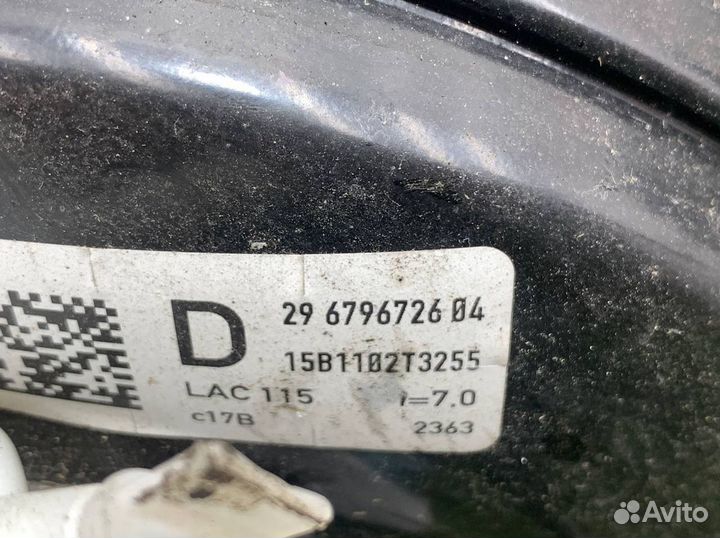 D
29 6796726 04
15B1102T3255
LAC 115 i=7.0
c17B 2363
Avito